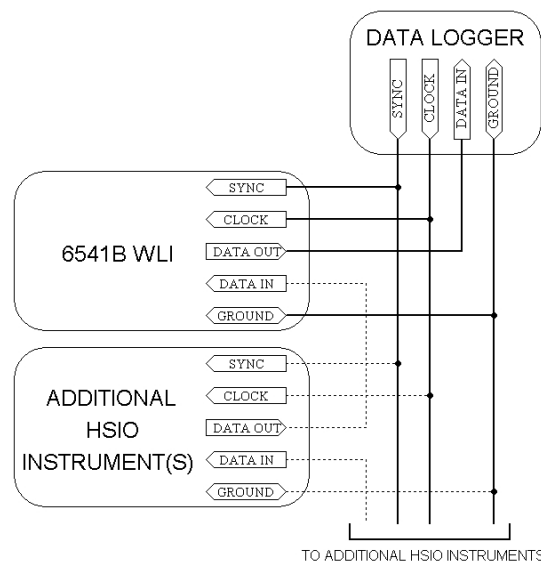 DATA LOGGER
SYNC
CLOCK
DATA IN
GROUND
6541B WLI
SYNC
CLOCK
DATA OUT
DATA IN
GROUND
ADDITIONAL
HSIO
INSTRUMENT(S)
SYNC
CLOCK
DATA OUT
DATA IN
GROUND
TO ADDITIONAL HSIO INSTRUMENTS